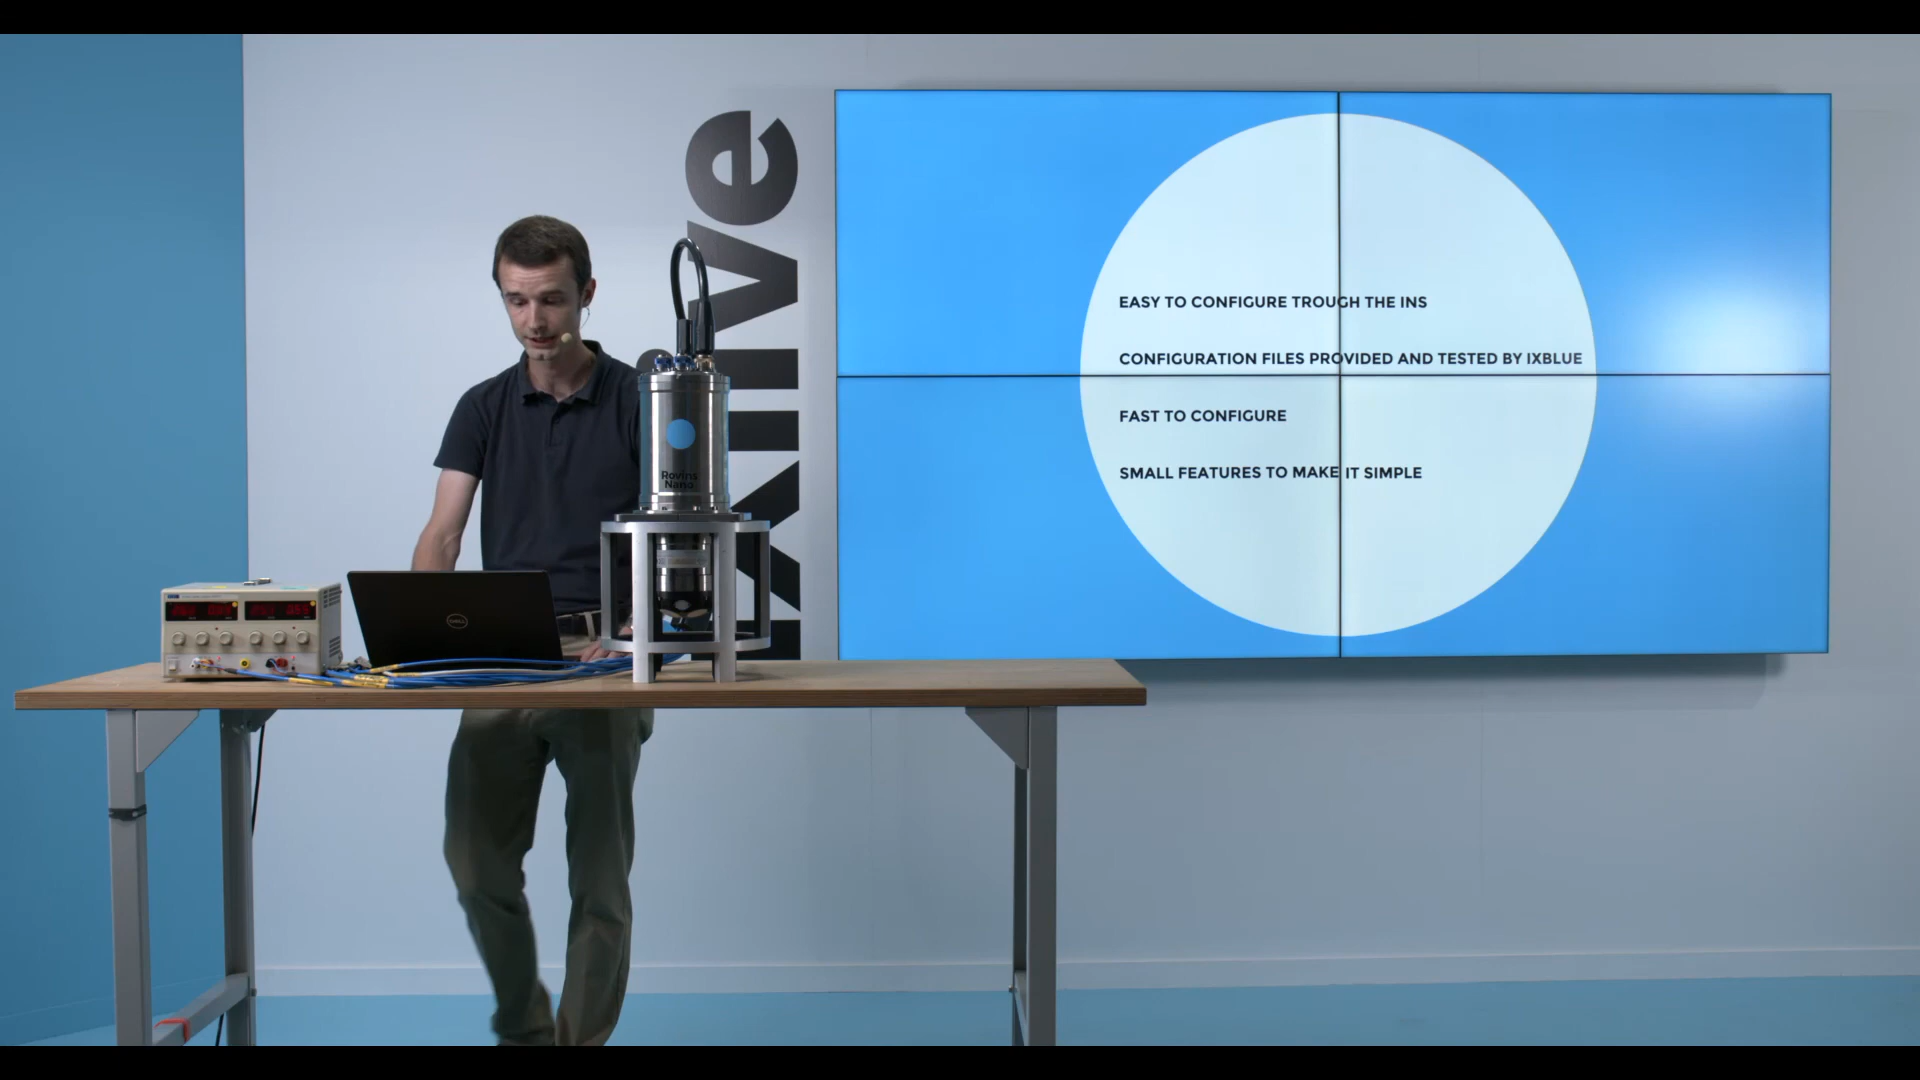 EASY TO CONFIGURE TROUGH THE INS
CONFIGURATION FILES PROVIDED AND TESTED BY IXBLUE
FAST TO CONFIGURE
SMALL FEATURES TO MAKE IT SIMPLE
Rovins
Nano
DELL